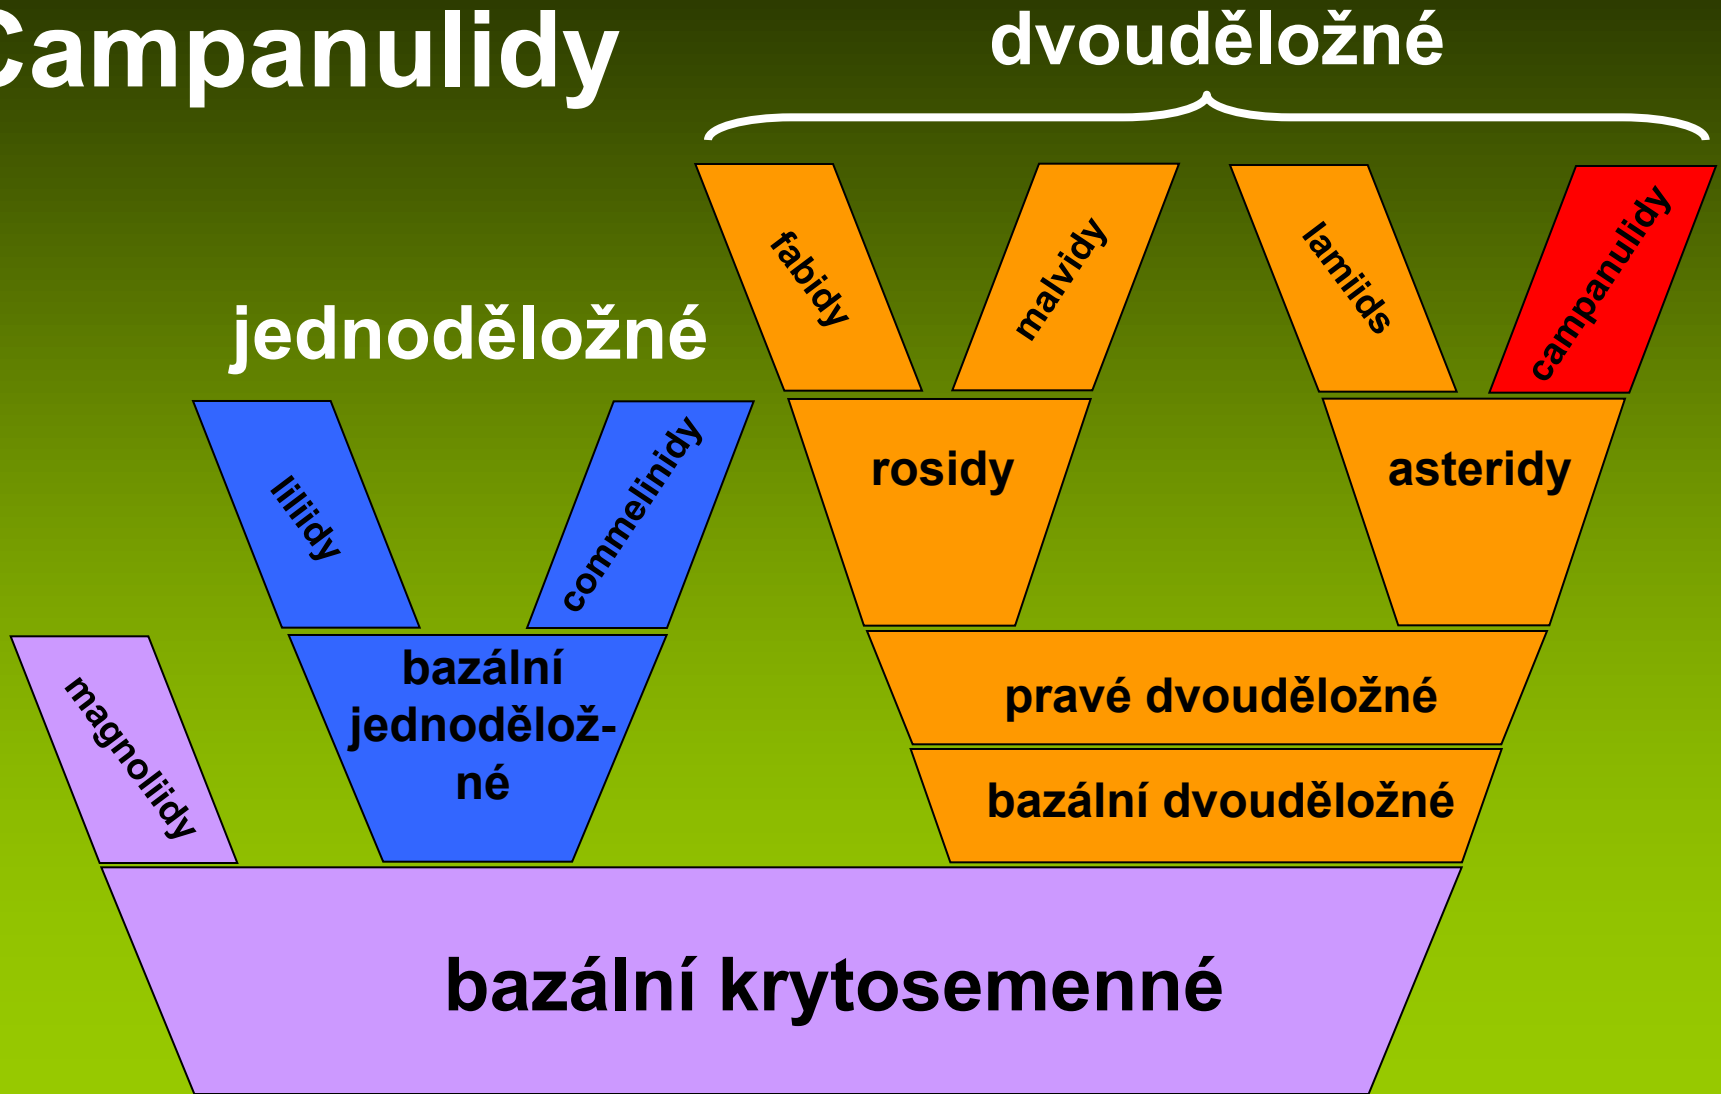 Campanulidy
dvouděložné
fabidy
malvidy
lamiids
campanulidy
jednoděložné
rosidy
asteridy
liliidy
commelinidy
bazální
jednodělož-
né
pravé dvouděložné
magnoliidy
bazální dvouděložné
bazální krytosemenné